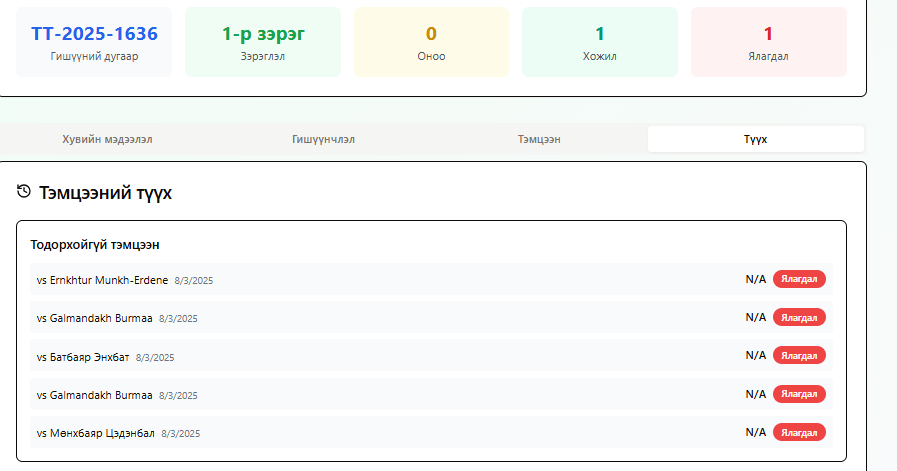 TT-2025-1636
Гишүүний дугаар
1-р зэрэг
Зэрэглэл
0
Оноо
1
Хожил
1
Ялагдал
Хувийн мэдээлэл
Гишүүнчлэл
Тэмцээн
Түүх
Тэмцээний түүх
Тодорхойгүй тэмцээн
vs Ernkhtur Munkh-Erdene 8/3/2025 N/A Ялагдал
vs Galmandakh Burmaa 8/3/2025 N/A Ялагдал
vs Батбаяр Энхбат 8/3/2025 N/A Ялагдал
vs Galmandakh Burmaa 8/3/2025 N/A Ялагдал
vs Мөнхбаяр Цэдэнбал 8/3/2025 N/A Ялагдал